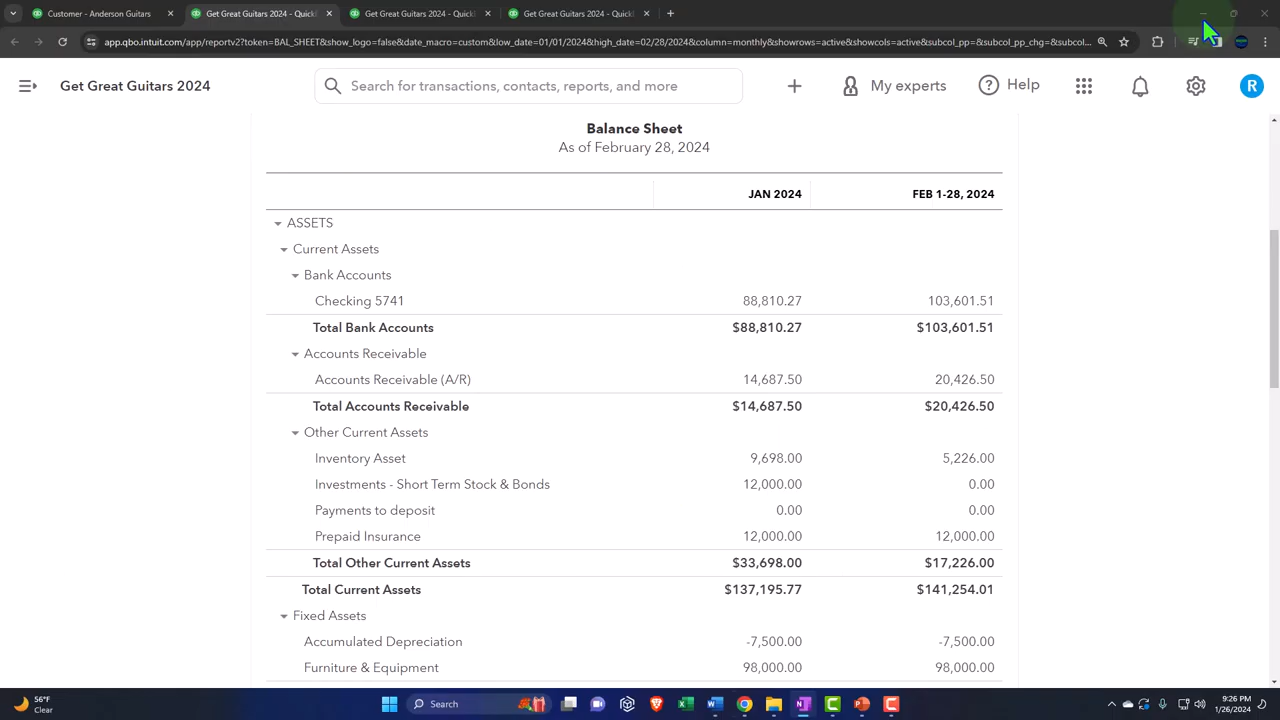 Customer - Anderson Guitars
Get Great Guitars 2024 - Quick
Get Great Guitars 2024 - Quick
Get Great Guitars 2024 - Quick
app.qbo.intuit.com/app/reportv2?token=BAL_SHEET&showlogo=false&date_macro=custom&low_date=01/01/2024&high_date=02/28/2024&column=monthly&showrows=active&showcols=active&subcol_pp=&subcol_pp_chg=&subcol...
Get Great Guitars 2024
Search for transactions, contacts, reports, and more
My experts
Help
R
Balance Sheet
As of February 28, 2024
JAN 2024 FEB 1-28, 2024
ASSETS
Current Assets
Bank Accounts
Checking 5741 88,810.27 103,601.51
Total Bank Accounts $88,810.27 $103,601.51
Accounts Receivable
Accounts Receivable (A/R) 14,687.50 20,426.50
Total Accounts Receivable $14,687.50 $20,426.50
Other Current Assets
Inventory Asset 9,698.00 5,226.00
Investments - Short Term Stock & Bonds 12,000.00 0.00
Payments to deposit 0.00 0.00
Prepaid Insurance 12,000.00 12,000.00
Total Other Current Assets $33,698.00 $17,226.00
Total Current Assets $137,195.77 $141,254.01
Fixed Assets
Accumulated Depreciation -7,500.00 -7,500.00
Furniture & Equipment 98,000.00 98,000.00
56°F
Clear
Search
9:26 PM
1/26/2024